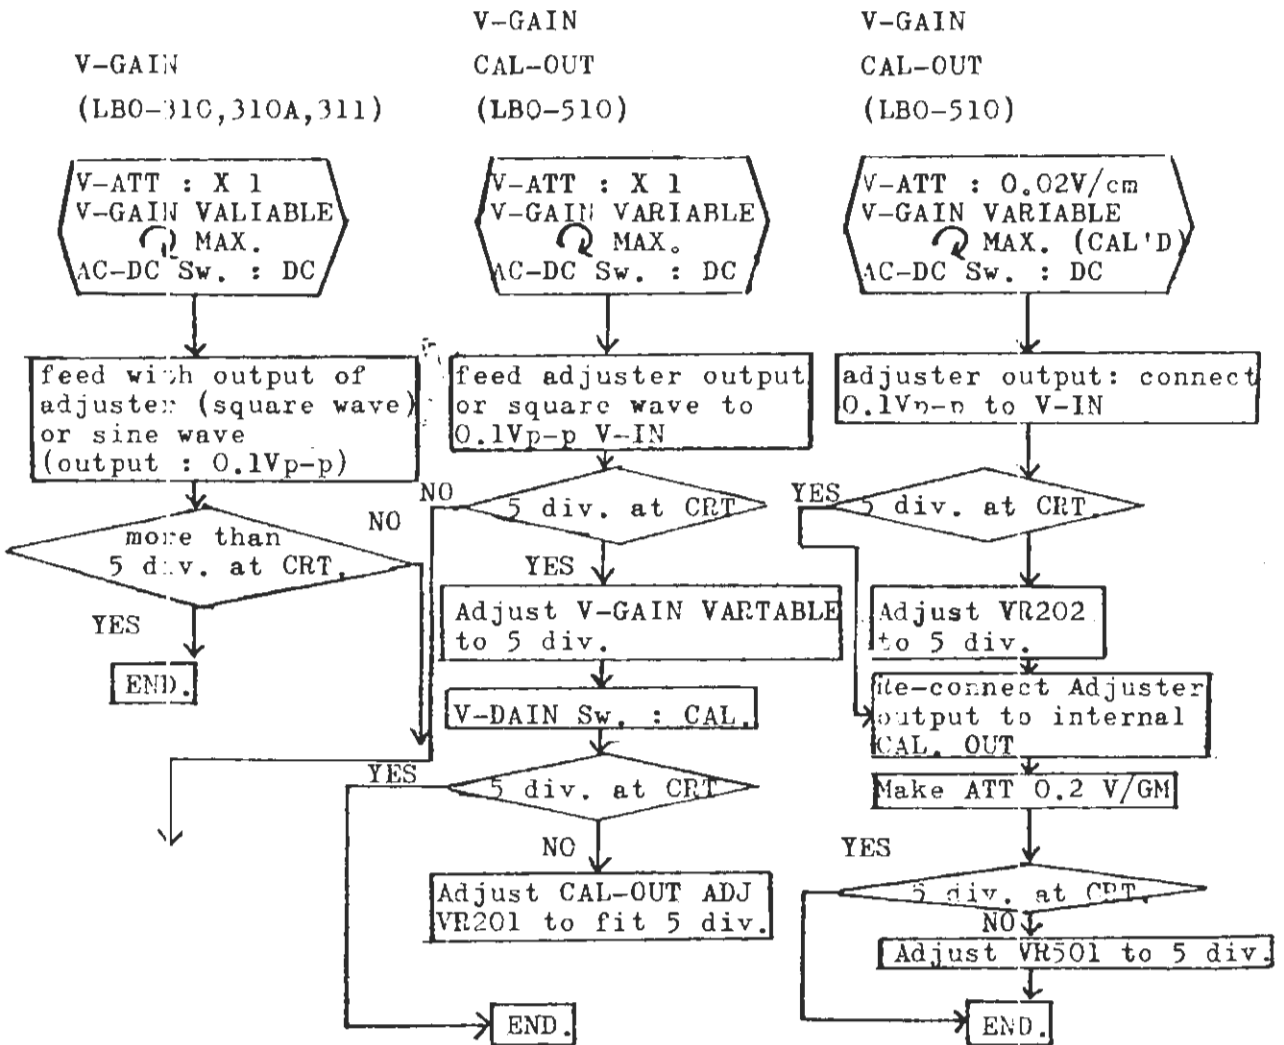 V-GAIN
(LBO-310,310A,311)
V-ATT : X 1
V-GAIN VALIABLE
MAX.
AC-DC Sw. : DC
feed with output of
adjuster (square wave)
or sine wave
(output : 0.1Vp-p)
NO
more than
5 div. at CRT.
YES
END.
V-GAIN
CAL-OUT
(LBO-510)
V-ATT : X 1
V-GAIN VARIABLE
MAX.
AC-DC Sw. : DC
feed adjuster output
or square wave to
0.1Vp-p V-IN
NO
5 div. at CRT
YES
Adjust V-GAIN VARTABLE
to 5 div.
V-DAIN Sw. : CAL.
YES
5 div. at CRT
NO
Adjust CAL-OUT ADJ
VR201 to fit 5 div.
END.
V-GAIN
CAL-OUT
(LBO-510)
V-ATT : 0.02V/cm
V-GAIN VARIABLE
MAX. (CAL'D)
AC-DC Sw. : DC
adjuster output: connect
0.1Vp-p to V-IN
YES
5 div. at CRT.
Adjust VR202
to 5 div.
Re-connect Adjuster
output to internal
CAL. OUT
Make ATT 0.2 V/GM
YES
5 div. at CRT.
NO
Adjust VR501 to 5 div.
END.